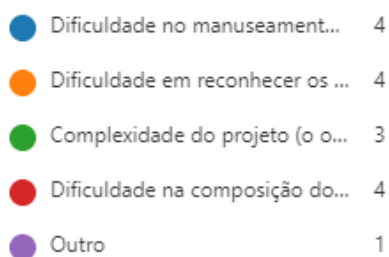 Dificuldade no manuseament... 4
Dificuldade em reconhecer os ... 4
Complexidade do projeto (o o... 3
Dificuldade na composição do... 4
Outro 1